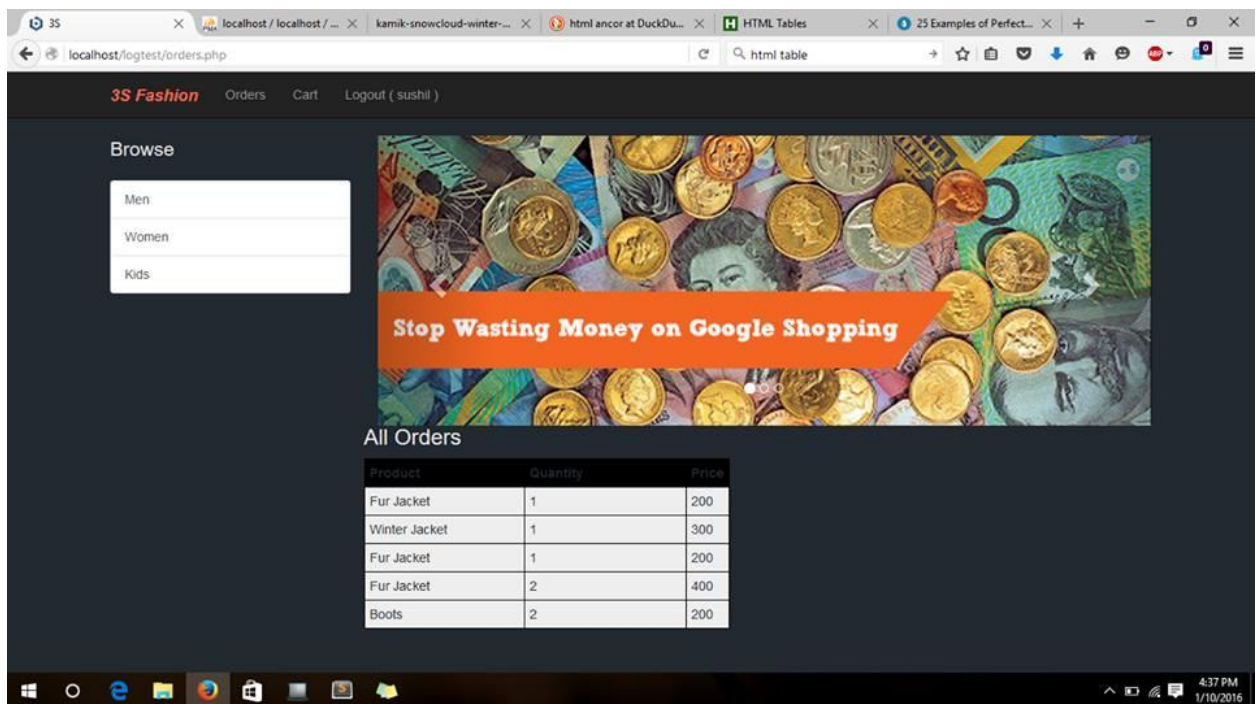 3S
localhost / localhost / ...
kamik-snowcloud-winter-...
html ancor at DuckDu...
HTML Tables
25 Examples of Perfect...
localhost/logtest/orders.php
html table
ABP
0
3S Fashion
Orders
Cart
Logout ( sushil )
Browse
Men
Women
Kids
Stop Wasting Money on Google Shopping
All Orders
Product Quantity Price
Fur Jacket 1 200
Winter Jacket 1 300
Fur Jacket 1 200
Fur Jacket 2 400
Boots 2 200
4:37 PM
1/10/2016